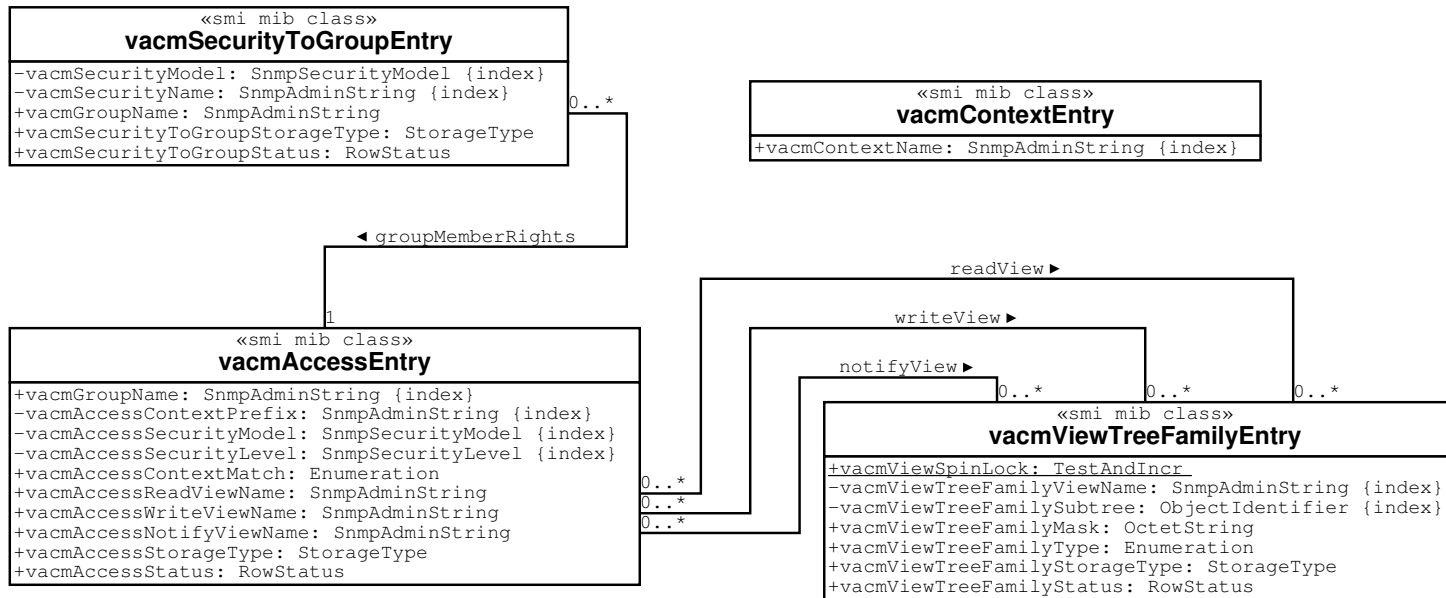 «smi mib class»
vacmSecurityToGroupEntry
-vacmSecurityModel: SnmpSecurityModel {index}
-vacmSecurityName: SnmpAdminString {index}
+vacmGroupName: SnmpAdminString
+vacmSecurityToGroupStorageType: StorageType
+vacmSecurityToGroupStatus: RowStatus
0..*
«smi mib class»
vacmContextEntry
+vacmContextName: SnmpAdminString {index}
◄ groupMemberRights
1
readView ►
writeView ►
notifyView ►
«smi mib class»
vacmAccessEntry
+vacmGroupName: SnmpAdminString {index}
-vacmAccessContextPrefix: SnmpAdminString {index}
-vacmAccessSecurityModel: SnmpSecurityModel {index}
-vacmAccessSecurityLevel: SnmpSecurityLevel {index}
+vacmAccessContextMatch: Enumeration
+vacmAccessReadViewName: SnmpAdminString
+vacmAccessWriteViewName: SnmpAdminString
+vacmAccessNotifyViewName: SnmpAdminString
+vacmAccessStorageType: StorageType
+vacmAccessStatus: RowStatus
0..*
0..*
0..*
0..* 0..* 0..*
«smi mib class»
vacmViewTreeFamilyEntry
+vacmViewSpinLock: TestAndIncr
-vacmViewTreeFamilyViewName: SnmpAdminString {index}
-vacmViewTreeFamilySubtree: ObjectIdentifier {index}
+vacmViewTreeFamilyMask: OctetString
+vacmViewTreeFamilyType: Enumeration
+vacmViewTreeFamilyStorageType: StorageType
+vacmViewTreeFamilyStatus: RowStatus